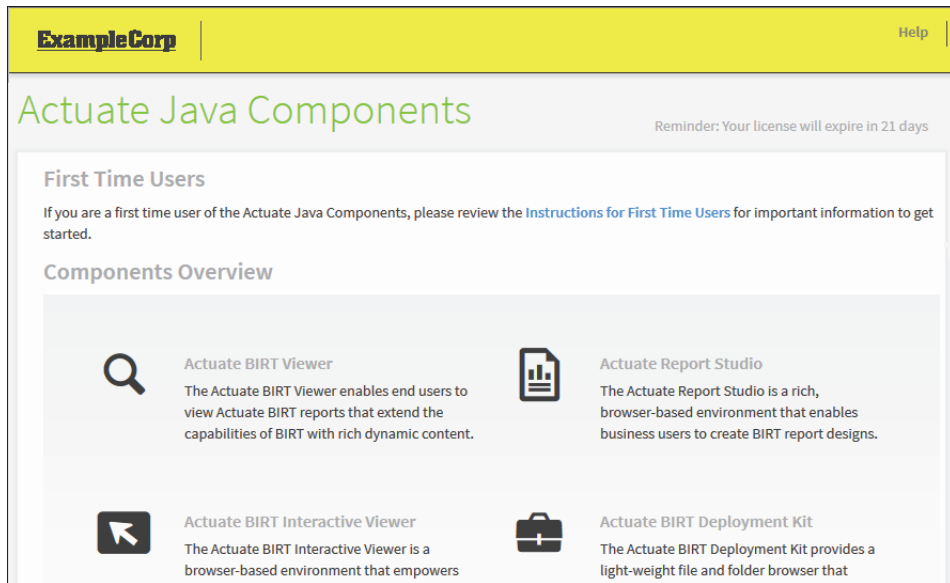 ExampleCorp
Help
Actuate Java Components
Reminder: Your license will expire in 21 days
First Time Users
If you are a first time user of the Actuate Java Components, please review the Instructions for First Time Users for important information to get
started.
Components Overview
Actuate BIRT Viewer
The Actuate BIRT Viewer enables end users to
view Actuate BIRT reports that extend the
capabilities of BIRT with rich dynamic content.
Actuate Report Studio
The Actuate Report Studio is a rich,
browser-based environment that enables
business users to create BIRT report designs.
Actuate BIRT Interactive Viewer
The Actuate BIRT Interactive Viewer is a
browser-based environment that empowers
Actuate BIRT Deployment Kit
The Actuate BIRT Deployment Kit provides a
light-weight file and folder browser that